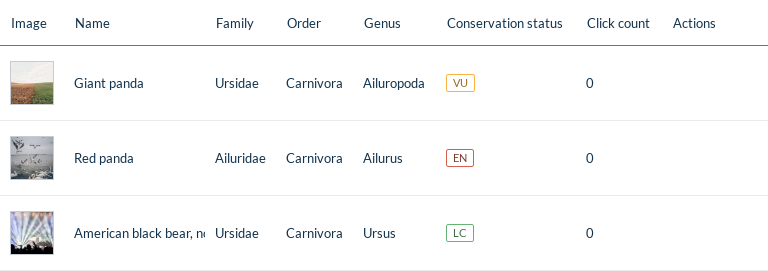 Image Name Family Order Genus Conservation status Click count Actions
Giant panda Ursidae Carnivora Ailuropoda VU 0
Red panda Ailuridae Carnivora Ailurus EN 0
American black bear, Ursidae Carnivora Ursus LC 0